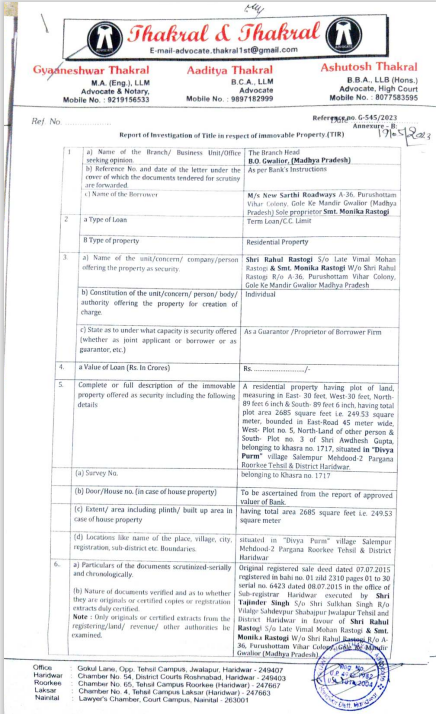 Thakral & Thakral
E-mail-advocate.thakral1st@gmail.com
Gyaaneshwar Thakral
M.A. (Eng.), LLM
Advocate & Notary,
Mobile No. : 9219156533
Aaditya Thakral
B.C.A., LLM
Advocate
Mobile No. : 9897182999
Ashutosh Thakral
B.B.A., LLB (Hons.)
Advocate, High Court
Mobile No. : 8077583595
Ref. No.
Reference.no. G-545/2023
Annexure - B:
Report of Investigation of Title in respect of immovable Property (TIR)
1
a) Name of the Branch/ Business Unit/Office
seeking opinion.
The Branch Head
B.O. Gwalior, (Madhya Pradesh)
b) Reference No. and date of the letter under the
cover of which the documents tendered for scrutiny
are forwarded.
As per Bank's Instructions
c) Name of the Borrower
M/s New Sarthi Roadways A-36, Purushottam
Vihar Colony, Gole Ke Mandir Gwalior (Madhya
Pradesh) Sole proprietor Smt. Monika Rastogi
2
a Type of Loan
Term Loan/C.C. Limit
B Type of property
Residential Property
3.
a) Name of the unit/concern/ company/person
offering the property as security.
Shri Rahul Rastogi S/o Late Vimal Mohan
Rastogi & Smt. Monika Rastogi W/o Shri Rahul
Rastogi R/o A-36, Purushottam Vihar Colony,
Gole Ke Mandir Gwalior Madhya Pradesh
b) Constitution of the unit/concern/ person/ body/
authority offering the property for creation of
charge.
Individual
c) State as to under what capacity is security offered
(whether as joint applicant or borrower or as
guarantor, etc.)
As a Guarantor /Proprietor of Borrower Firm
4.
a Value of Loan (Rs. In Crores)
Rs. ..................../-
5.
Complete or full description of the immovable
property offered as security including the following
details
A residential property having plot of land,
measuring in East- 30 feet, West-30 feet, North-
89 feet 6 inch & South- 89 feet 6 inch, having total
plot area 2685 square feet i.e. 249.53 square
meter, bounded in East-Road 45 meter wide,
West- Plot no. 5, North-Land of other person &
South- Plot no. 3 of Shri Awdhesh Gupta,
belonging to khasra no. 1717, situated in "Divya
Purm" village Salempur Mehdood-2 Pargana
Roorkee Tehsil & District Haridwar.
(a) Survey No.
belonging to Khasra no. 1717
(b) Door/House no. (in case of house property)
To be ascertained from the report of approved
valuer of Bank.
(c) Extent/ area including plinth/ built up area in
case of house property
having total area 2685 square feet i.e. 249.53
square meter
(d) Locations like name of the place, village, city,
registration, sub-district etc. Boundaries.
situated in "Divya Purum" village Salempur
Mehdood-2 Pargana Roorkee Tehsil & District
Haridwar
6.
a) Particulars of the documents scrutinized-serially
and chronologically.
(b) Nature of documents verified and as to whether
they are originals or certified copies or registration
extracts duly certified.
Note : Only originals or certified extracts from the
registering/land/ revenue/ other authorities be
examined.
Original registered sale deed dated 07.07.2015
registered in bahi no. 01 zild 2310 pages 01 to 30
serial no. 6423 dated 08.07.2015 in the office of
Sub-registrar Haridwar executed by Shri
Tajinder Singh S/o Shri Sulkhan Singh R/o
Village Sahdevpur Shahajpur Jwalapur Tehsil and
District Haridwar in favour of Shri Rahul
Rastogi S/o Late Vimal Mohan Rastogi & Smt.
Monika Rastogi W/o Shri Rahul Rastogi R/o A-
36, Purushottam Vihar Colony, Gole Ke Mandir
Gwalior (Madhya Pradesh)
Office : Gokul Lane, Opp. Tehsil Campus, Jwalapur, Haridwar - 249407
Haridwar : Chamber No. 54, District Courts Roshnabad, Haridwar - 249403
Roorkee : Chamber No. 65, Tehsil Campus Roorkee (Haridwar) - 247667
Laksar : Chamber No. 4, Tehsil Campus Laksar (Haridwar) - 247663
Nainital : Lawyer's Chamber, Court Campus, Nainital - 263001